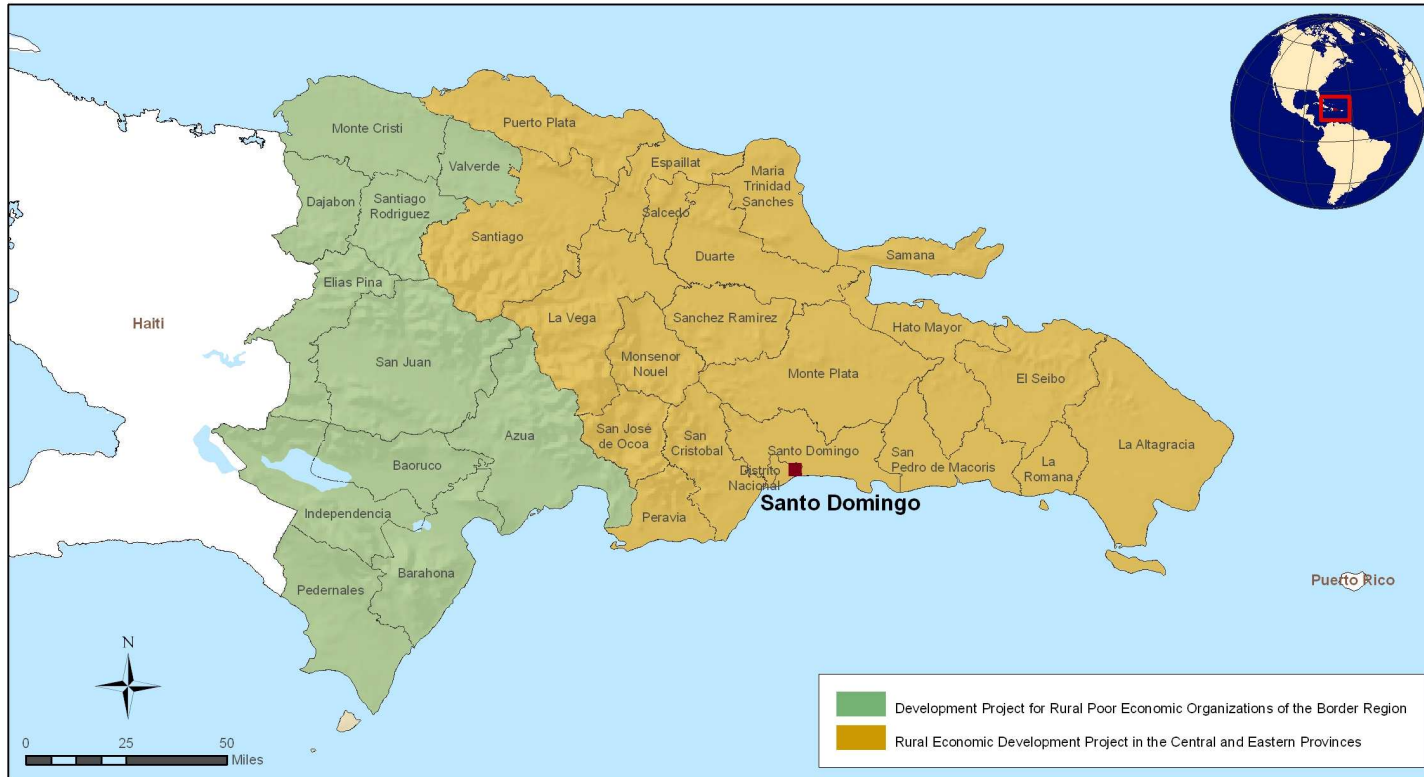 Monte Cristi
Puerto Plata
Valverde
Espaillat
Maria
Trinidad
Sanches
Dajabon
Santiago
Rodriguez
Salcedo
Santiago
Duarte
Samana
Elias Pina
Haiti
La Vega
Sanchez Ramirez
Hato Mayor
San Juan
Monsenor
Nouel
Monte Plata
El Seibo
San José
de Ocoa
San
Cristobal
Azua
Santo Domingo
San
Pedro de Macoris
La Altagracia
La
Romana
Baoruco
Distrito
Nacional
Santo Domingo
Independencia
Peravia
Barahona
Pedernales
Puerto Rico
N
0 25 50
Miles
Development Project for Rural Poor Economic Organizations of the Border Region
Rural Economic Development Project in the Central and Eastern Provinces